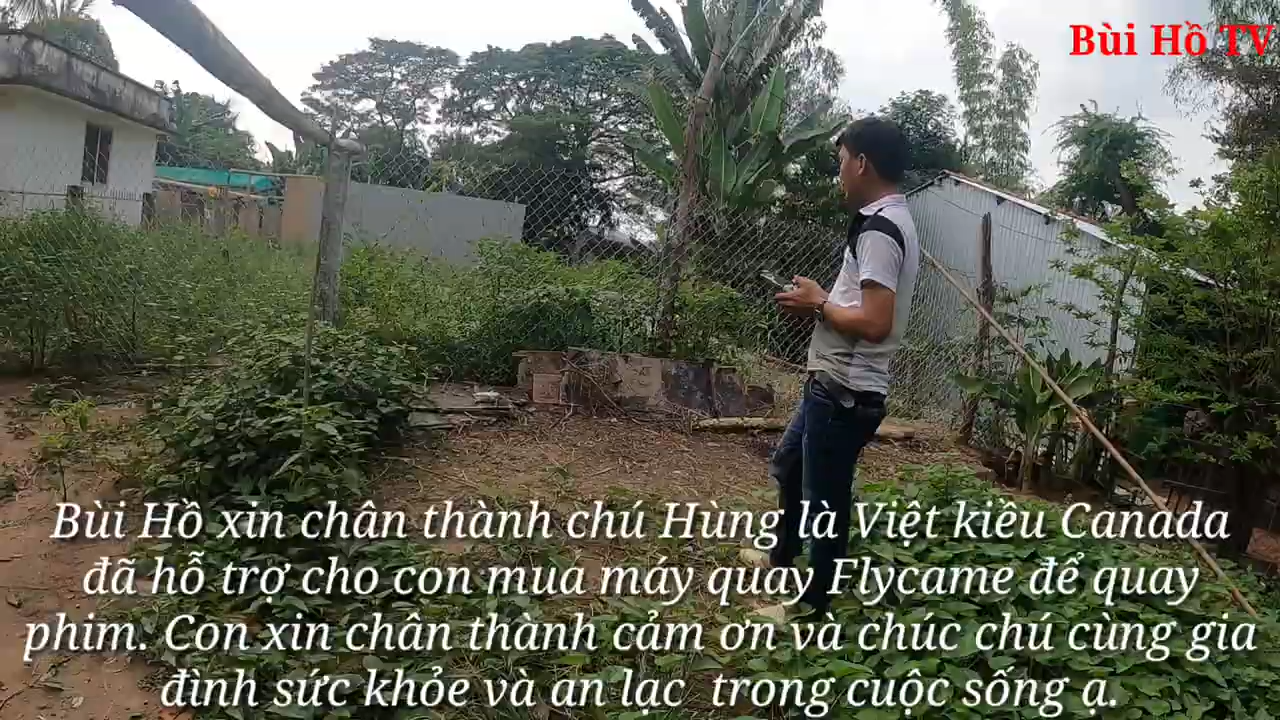 Bùi Hồ TV
Bùi Hồ xin chân thành chú Hùng là Việt kiều Canada
đã hỗ trợ cho con mua máy quay Flycame để quay
phim. Con xin chân thành cảm ơn và chúc chú cùng gia
đình sức khỏe và an lạc  trong cuộc sống ạ.